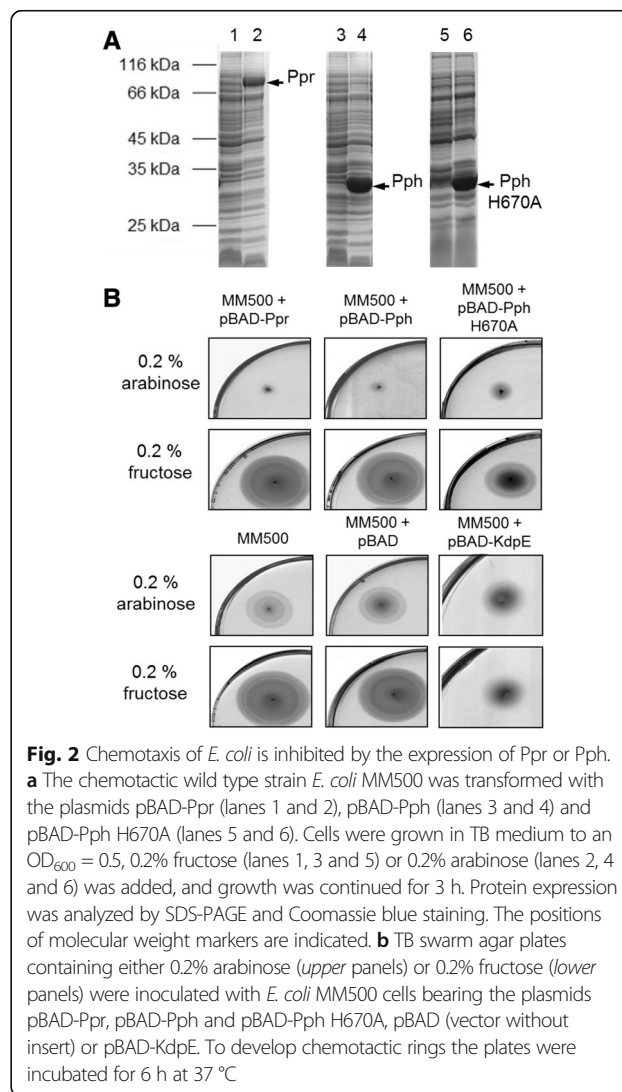 A
1 2 3 4 5 6
116 kDa
66 kDa
45 kDa
35 kDa
25 kDa
Ppr
Pph
Pph
H670A
B
MM500 +
pBAD-Ppr
MM500 +
pBAD-Pph
MM500 +
pBAD-Pph
H670A
0.2 %
arabinose
0.2 %
fructose
MM500
MM500 +
pBAD
MM500 +
pBAD-KdpE
0.2 %
arabinose
0.2 %
fructose
Fig. 2 Chemotaxis of E. coli is inhibited by the expression of Ppr or Pph.
a The chemotactic wild type strain E. coli MM500 was transformed with
the plasmids pBAD-Ppr (lanes 1 and 2), pBAD-Pph (lanes 3 and 4) and
pBAD-Pph H670A (lanes 5 and 6). Cells were grown in TB medium to an
OD600 = 0.5, 0.2% fructose (lanes 1, 3 and 5) or 0.2% arabinose (lanes 2, 4
and 6) was added, and growth was continued for 3 h. Protein expression
was analyzed by SDS-PAGE and Coomassie blue staining. The positions
of molecular weight markers are indicated. b TB swarm agar plates
containing either 0.2% arabinose (upper panels) or 0.2% fructose (lower
panels) were inoculated with E. coli MM500 cells bearing the plasmids
pBAD-Ppr, pBAD-Pph and pBAD-Pph H670A, pBAD (vector without
insert) or pBAD-KdpE. To develop chemotactic rings the plates were
incubated for 6 h at 37 °C